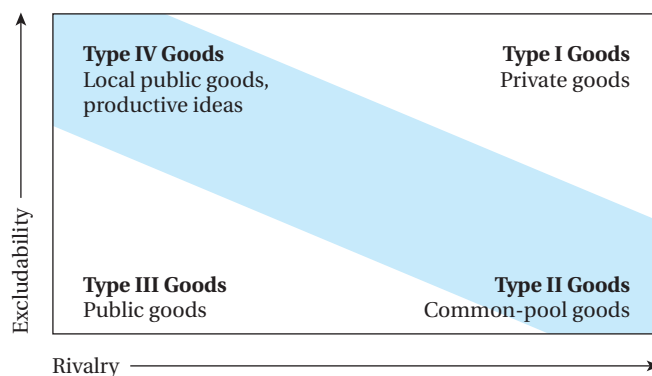 Type IV Goods
Local public goods,
productive ideas
Type I Goods
Private goods
Type III Goods
Public goods
Type II Goods
Common-pool goods
Excludability
Rivalry